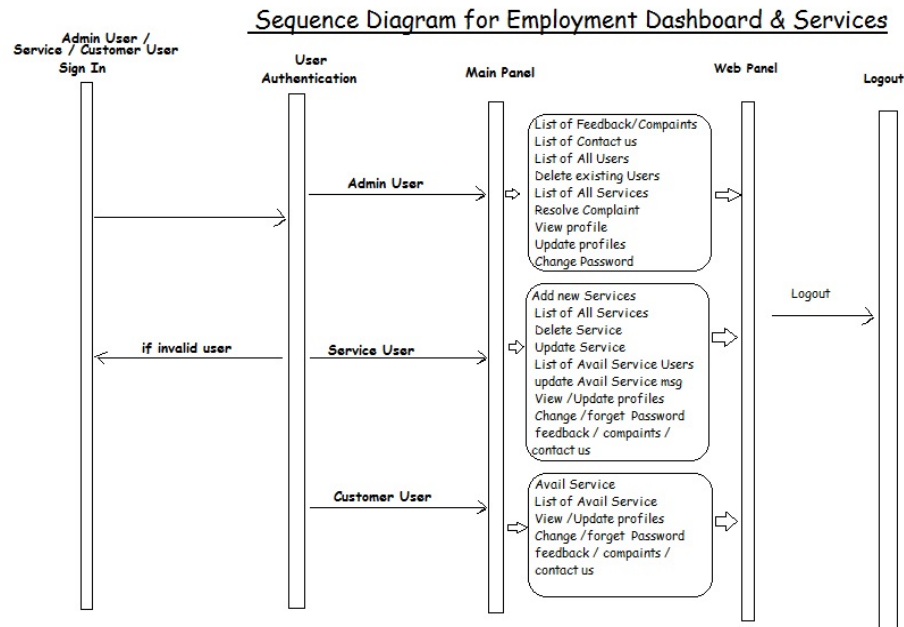 Sequence Diagram for Employment Dashboard & Services
Admin User /
Service / Customer User
Sign In
User
Authentication
Main Panel
Web Panel
Logout
List of Feedback/Compaints
List of Contact us
List of All Users
Delete existing Users
List of All Services
Resolve Complaint
View profile
Update profiles
Change Password
Admin User
Add new Services
List of All Services
Delete Service
Update Service
List of Avail Service Users
update Avail Service msg
View /Update profiles
Change /forget Password
feedback / compaints /
contact us
Logout
if invalid user
Service User
Customer User
Avail Service
List of Avail Service
View /Update profiles
Change /forget Password
feedback / compaints /
contact us